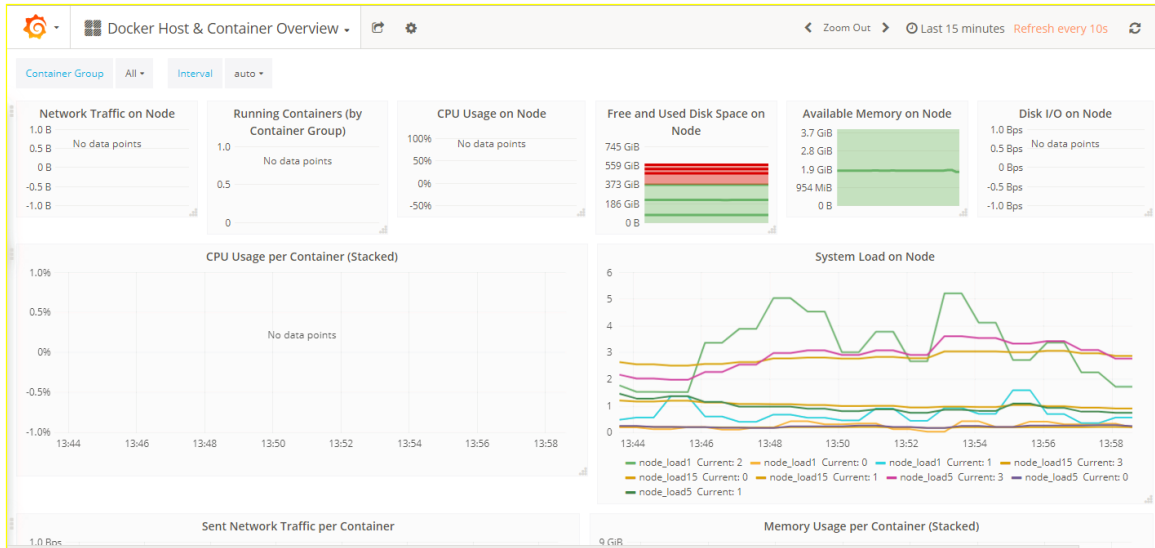 Docker Host & Container Overview
Zoom Out
Last 15 minutes Refresh every 10s
Container Group All Interval auto
Network Traffic on Node
1.0 B
0.5 B
0 B
-0.5 B
-1.0 B
No data points
Running Containers (by
Container Group)
1.0
0.5
0
No data points
CPU Usage on Node
100%
50%
0%
-50%
No data points
Free and Used Disk Space on
Node
745 GiB
559 GiB
373 GiB
186 GiB
0 B
Available Memory on Node
3.7 GiB
2.8 GiB
1.9 GiB
954 MiB
0 B
Disk I/O on Node
1.0 Bps
0.5 Bps
0 Bps
-0.5 Bps
-1.0 Bps
No data points
CPU Usage per Container (Stacked)
1.0%
0.5%
0%
-0.5%
-1.0%
No data points
13:44 13:46 13:48 13:50 13:52 13:54 13:56 13:58
System Load on Node
6
5
4
3
2
1
0
13:44 13:46 13:48 13:50 13:52 13:54 13:56 13:58
node_load1 Current: 2 node_load1 Current: 0 node_load1 Current: 1 node_load15 Current: 3
node_load15 Current: 0 node_load15 Current: 1 node_load5 Current: 3 node_load5 Current: 0
node_load5 Current: 1
Sent Network Traffic per Container
1.0 Bps
Memory Usage per Container (Stacked)
9 GiB